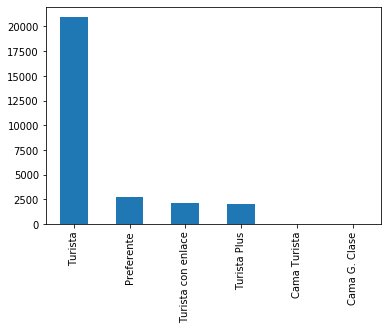 20000
17500
15000
12500
10000
7500
5000
2500
0
Turista
Preferente
Turista con enlace
Turista Plus
Cama Turista
Cama G. Clase